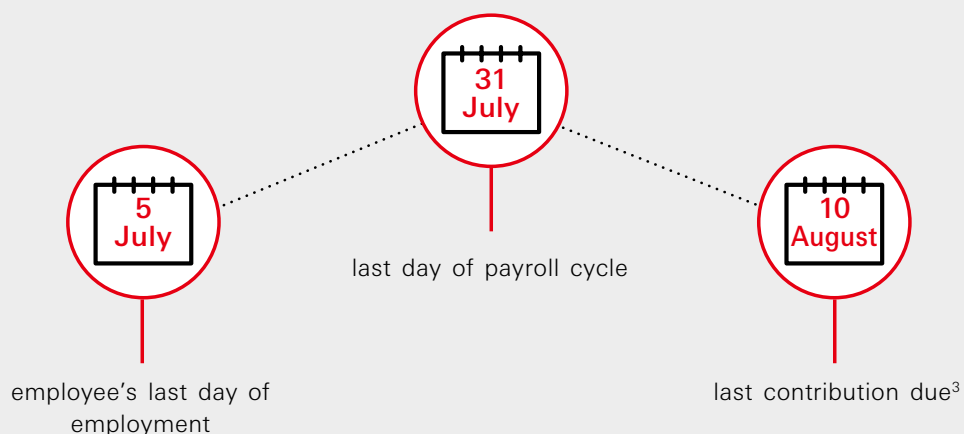 5
July
employee's last day of
employment
31
July
last day of payroll cycle
10
August
last contribution due³